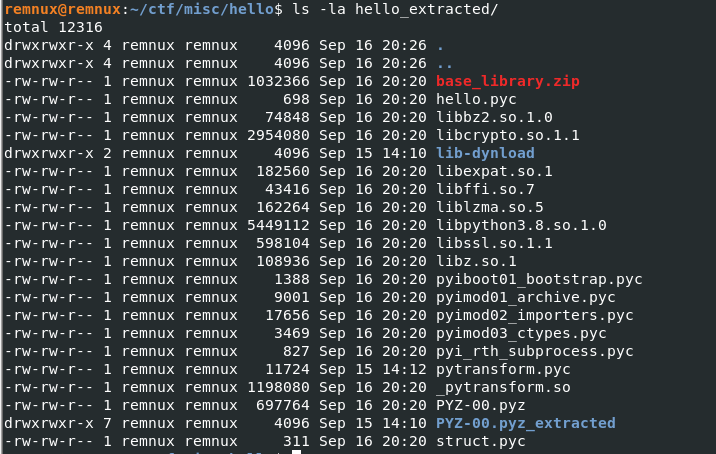 remnux@remnux:~/ctf/misc/hello$ ls -la hello_extracted/
total 12316
drwxrwxr-x 4 remnux remnux    4096 Sep 16 20:26 .
drwxrwxr-x 4 remnux remnux    4096 Sep 16 20:26 ..
-rw-rw-r-- 1 remnux remnux 1032366 Sep 16 20:20 base_library.zip
-rw-rw-r-- 1 remnux remnux     698 Sep 16 20:20 hello.pyc
-rw-rw-r-- 1 remnux remnux   74848 Sep 16 20:20 libbz2.so.1.0
-rw-rw-r-- 1 remnux remnux 2954080 Sep 16 20:20 libcrypto.so.1.1
drwxrwxr-x 2 remnux remnux    4096 Sep 15 14:10 lib-dynload
-rw-rw-r-- 1 remnux remnux  182560 Sep 16 20:20 libexpat.so.1
-rw-rw-r-- 1 remnux remnux   43416 Sep 16 20:20 libffi.so.7
-rw-rw-r-- 1 remnux remnux  162264 Sep 16 20:20 liblzma.so.5
-rw-rw-r-- 1 remnux remnux 5449112 Sep 16 20:20 libpython3.8.so.1.0
-rw-rw-r-- 1 remnux remnux  598104 Sep 16 20:20 libssl.so.1.1
-rw-rw-r-- 1 remnux remnux  108936 Sep 16 20:20 libz.so.1
-rw-rw-r-- 1 remnux remnux    1388 Sep 16 20:20 pyiboot01_bootstrap.pyc
-rw-rw-r-- 1 remnux remnux    9001 Sep 16 20:20 pyimod01_archive.pyc
-rw-rw-r-- 1 remnux remnux   17656 Sep 16 20:20 pyimod02_importers.pyc
-rw-rw-r-- 1 remnux remnux    3469 Sep 16 20:20 pyimod03_ctypes.pyc
-rw-rw-r-- 1 remnux remnux     827 Sep 16 20:20 pyi_rth_subprocess.pyc
-rw-rw-r-- 1 remnux remnux   11724 Sep 15 14:12 pytransform.pyc
-rw-rw-r-- 1 remnux remnux 1198080 Sep 16 20:20 _pytransform.so
-rw-rw-r-- 1 remnux remnux  697764 Sep 16 20:20 PYZ-00.pyz
drwxrwxr-x 7 remnux remnux    4096 Sep 15 14:10 PYZ-00.pyz_extracted
-rw-rw-r-- 1 remnux remnux     311 Sep 16 20:20 struct.pyc